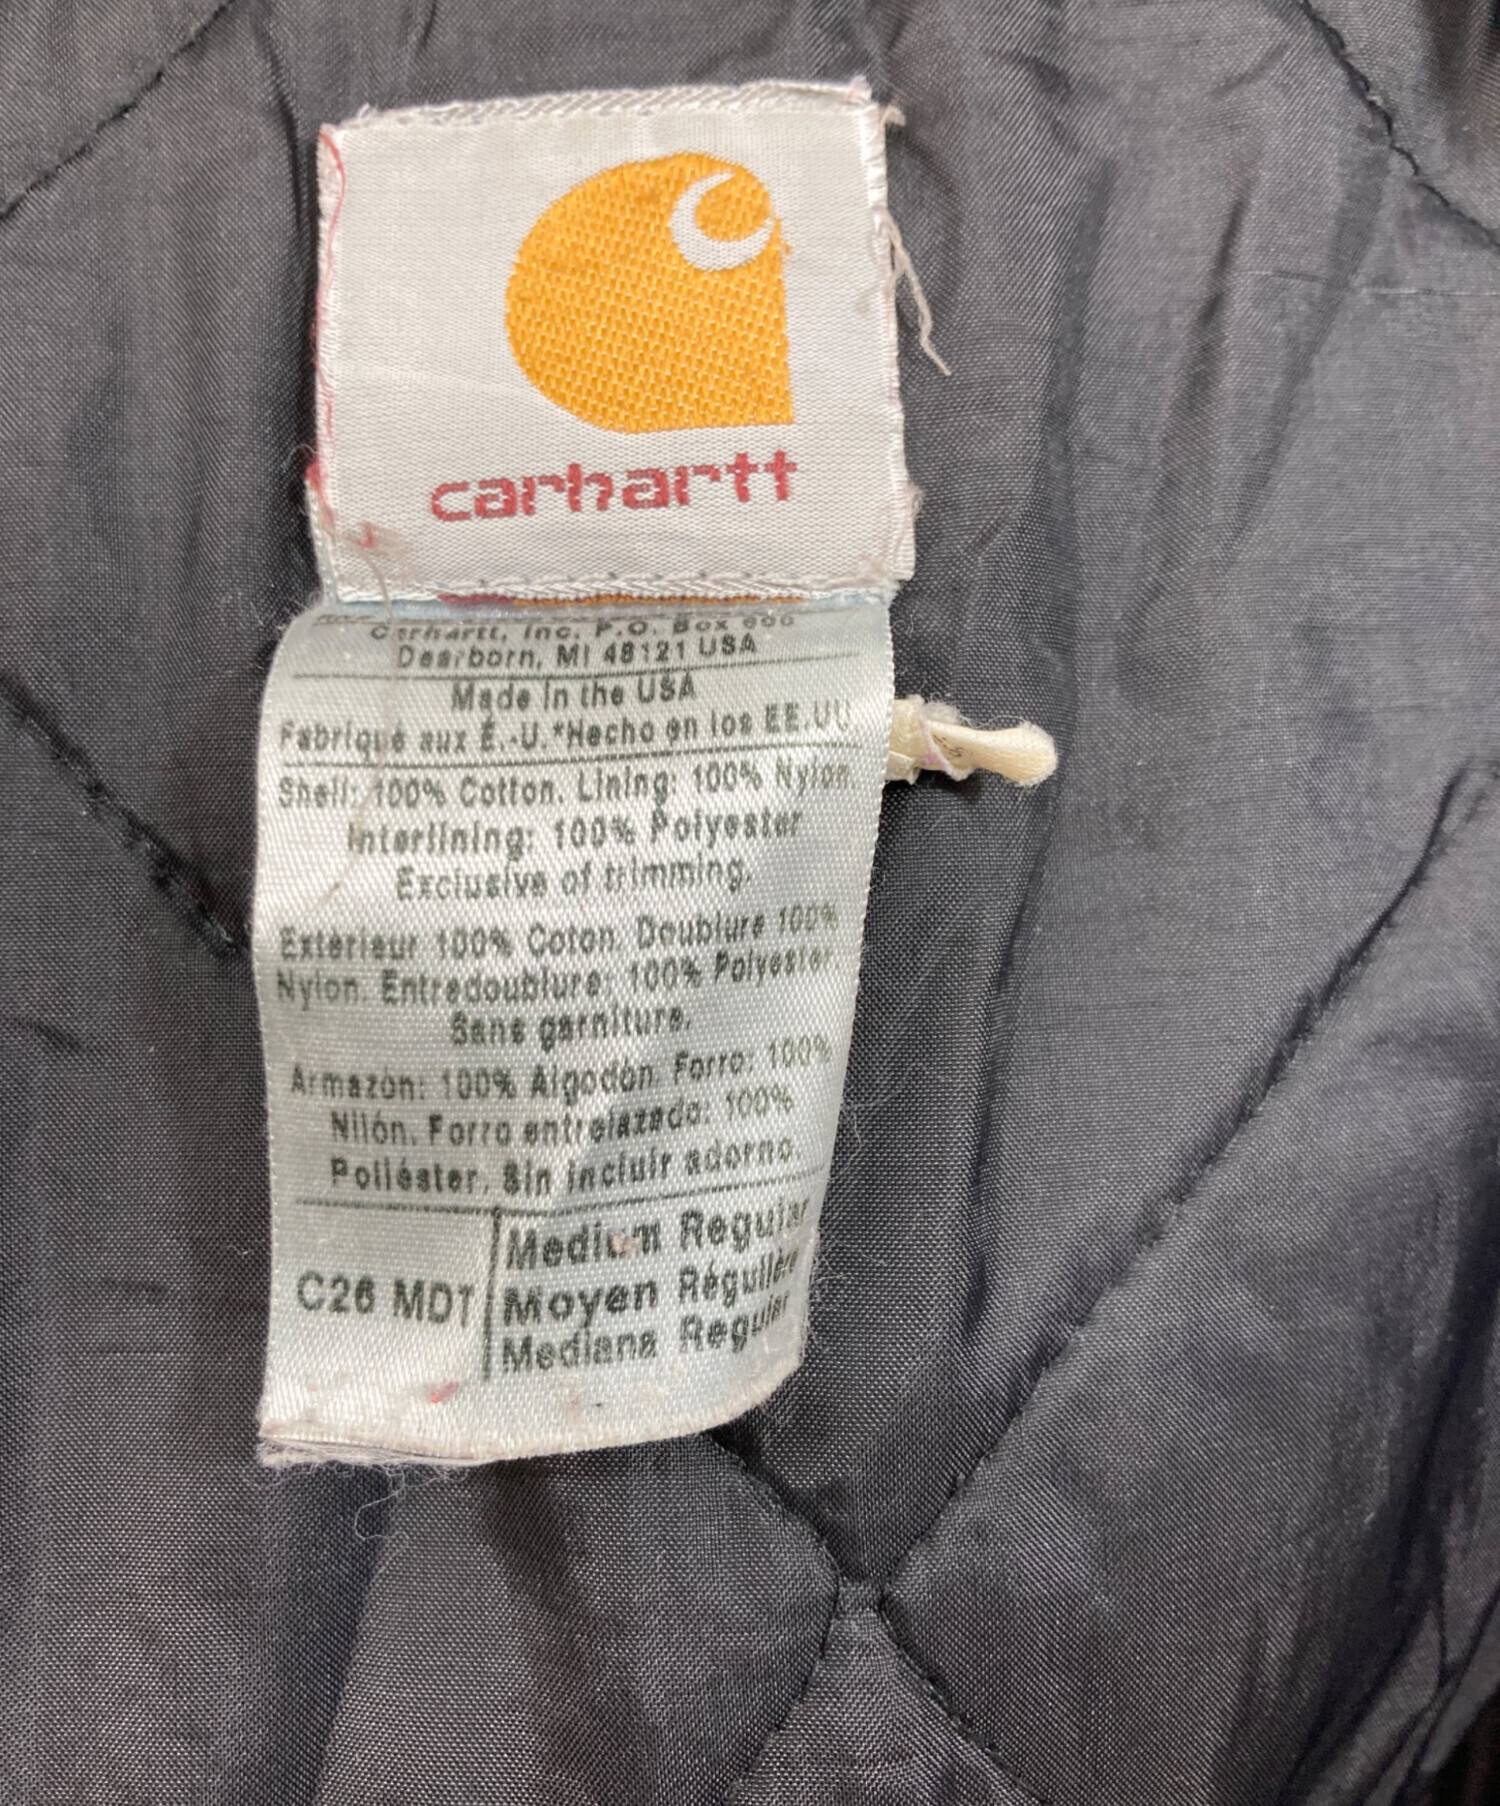 carhartt
Carhartt, Inc. P.O. Box 600
Dearborn, MI 48121 USA
Made in the USA
Fabriqué aux É.-U.*Hecho en los EE.UU
Shell: 100% Cotton. Lining: 100% Nylon.
Interlining: 100% Polyester
Exclusive of trimming.
Extérieur 100% Coton. Doublure 100%
Nylon. Entredoublure: 100% Polyester
Sans garniture.
Armazón: 100% Algodón. Forro: 100%
Nilón. Forro entrelazado: 100%
Poliéster. Sin incluir adorno.
C26 MDT
Medium Regular
Moyen Régulière
Mediana Regular